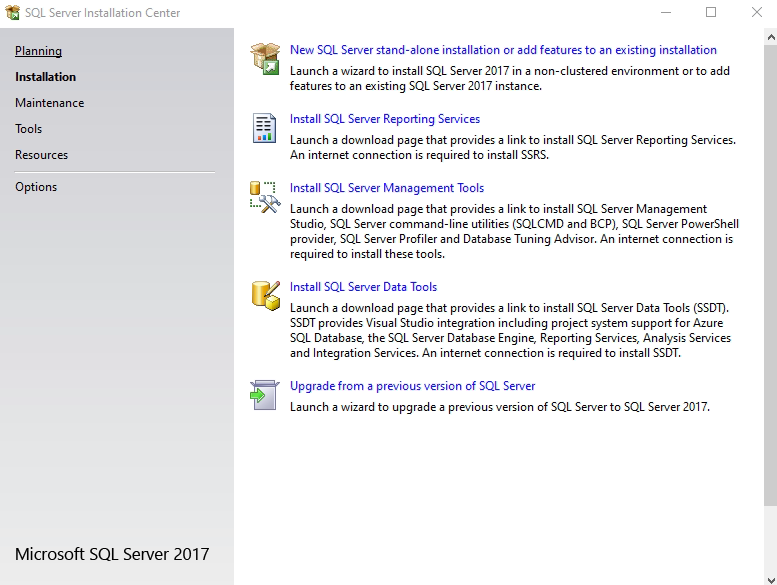 SQL Server Installation Center
Planning
Installation
Maintenance
Tools
Resources
Options
Microsoft SQL Server 2017
New SQL Server stand-alone installation or add features to an existing installation
Launch a wizard to install SQL Server 2017 in a non-clustered environment or to add
features to an existing SQL Server 2017 instance.
Install SQL Server Reporting Services
Launch a download page that provides a link to install SQL Server Reporting Services.
An internet connection is required to install SSRS.
Install SQL Server Management Tools
Launch a download page that provides a link to install SQL Server Management
Studio, SQL Server command-line utilities (SQLCMD and BCP), SQL Server PowerShell
provider, SQL Server Profiler and Database Tuning Advisor. An internet connection is
required to install these tools.
Install SQL Server Data Tools
Launch a download page that provides a link to install SQL Server Data Tools (SSDT).
SSDT provides Visual Studio integration including project system support for Azure
SQL Database, the SQL Server Database Engine, Reporting Services, Analysis Services
and Integration Services. An internet connection is required to install SSDT.
Upgrade from a previous version of SQL Server
Launch a wizard to upgrade a previous version of SQL Server to SQL Server 2017.